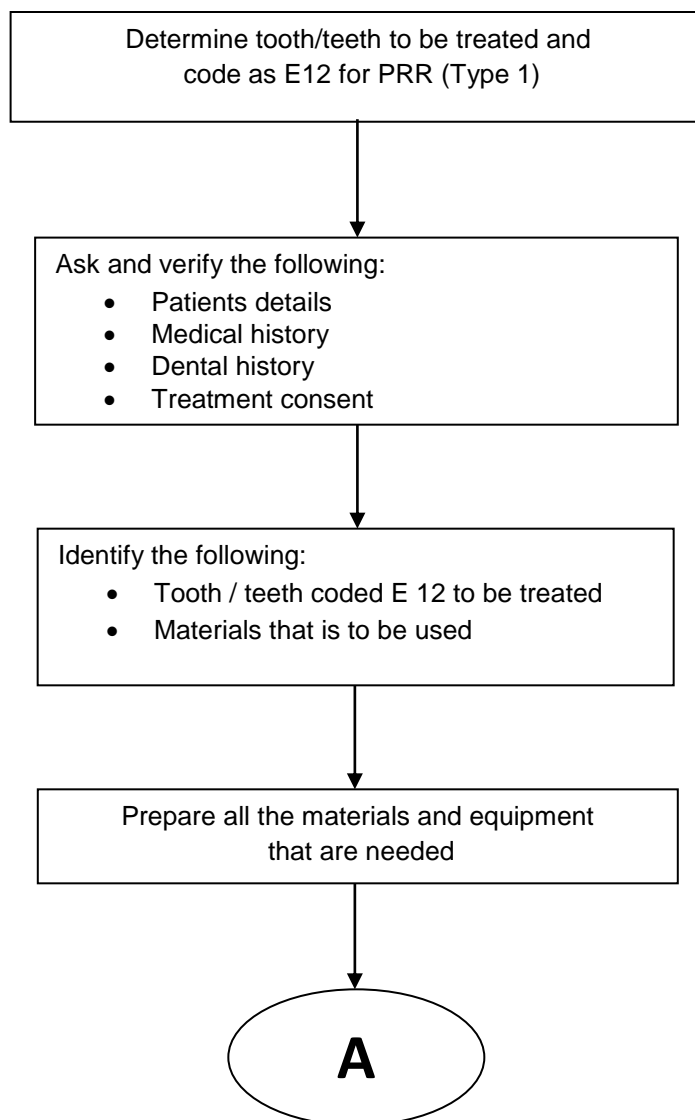 Determine tooth/teeth to be treated and
code as E12 for PRR (Type 1)
Ask and verify the following:
• Patients details
• Medical history
• Dental history
• Treatment consent
Identify the following:
• Tooth / teeth coded E 12 to be treated
• Materials that is to be used
Prepare all the materials and equipment
that are needed
A